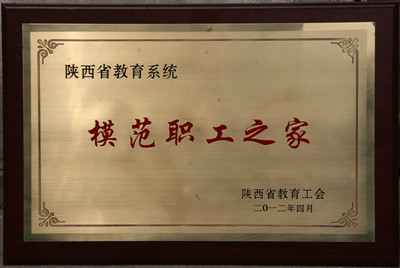 陕西省教育系统
模范职工之家
陕西省教育工会
二〇一二年四月